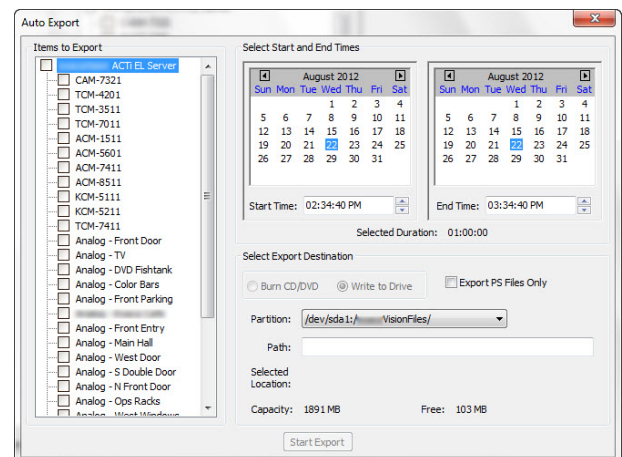 Auto Export
Items to Export
ACTi EL Server
CAM-7321
TCM-4201
TCM-3511
TCM-7011
ACM-1511
ACM-5601
ACM-7411
ACM-8511
KCM-5111
KCM-5211
TCM-7411
Analog - Front Door
Analog - TV
Analog - DVD Fishtank
Analog - Color Bars
Analog - Front Parking
Analog - Front Entry
Analog - Main Hall
Analog - West Door
Analog - S Double Door
Analog - N Front Door
Analog - Ops Racks
Analog - West Windows
Select Start and End Times
August 2012
Sun Mon Tue Wed Thu Fri Sat
1 2 3 4
5 6 7 8 9 10 11
12 13 14 15 16 17 18
19 20 21 22 23 24 25
26 27 28 29 30 31
Start Time: 02:34:40 PM
August 2012
Sun Mon Tue Wed Thu Fri Sat
1 2 3 4
5 6 7 8 9 10 11
12 13 14 15 16 17 18
19 20 21 22 23 24 25
26 27 28 29 30 31
End Time: 03:34:40 PM
Selected Duration: 01:00:00
Select Export Destination
Burn CD/DVD Write to Drive Export PS Files Only
Partition: /dev/sda1:/ VisionFiles/
Path:
Selected
Location:
Capacity: 1891 MB Free: 103 MB
Start Export